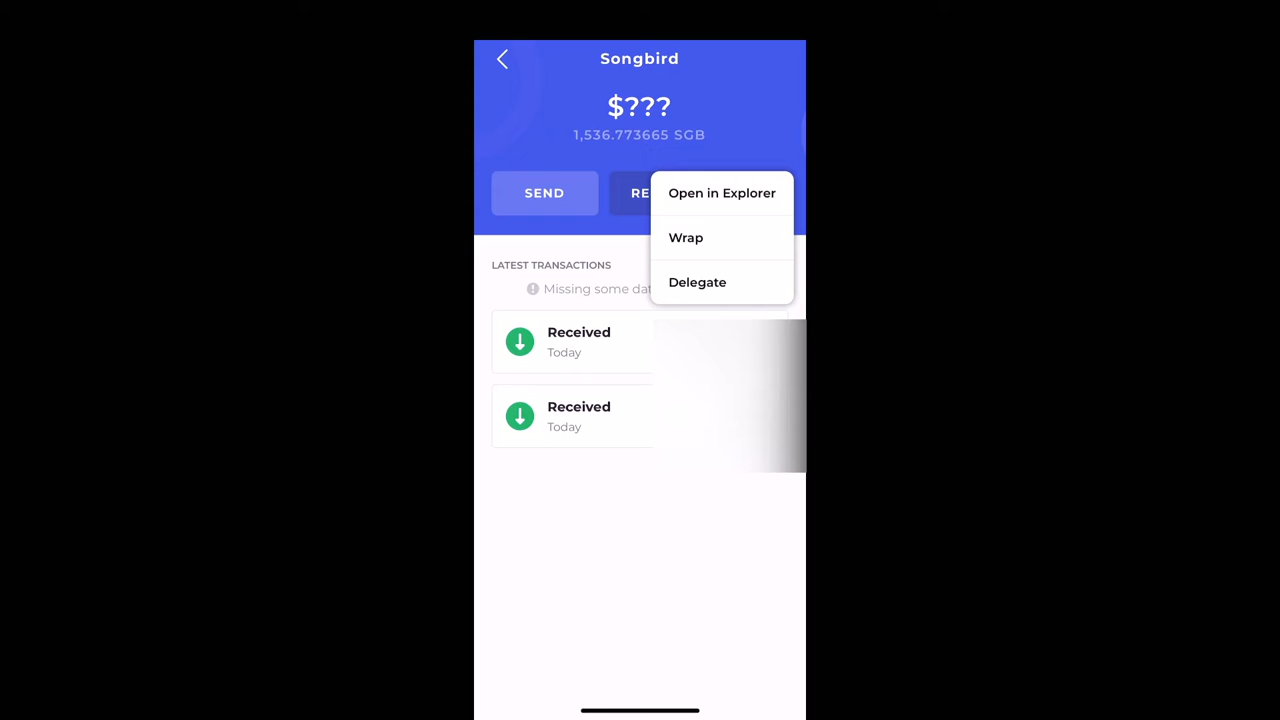 Songbird
$???
1,536.773665 SGB
SEND
RE
Open in Explorer
Wrap
Delegate
LATEST TRANSACTIONS
Missing some dat
Received
Today
Received
Today